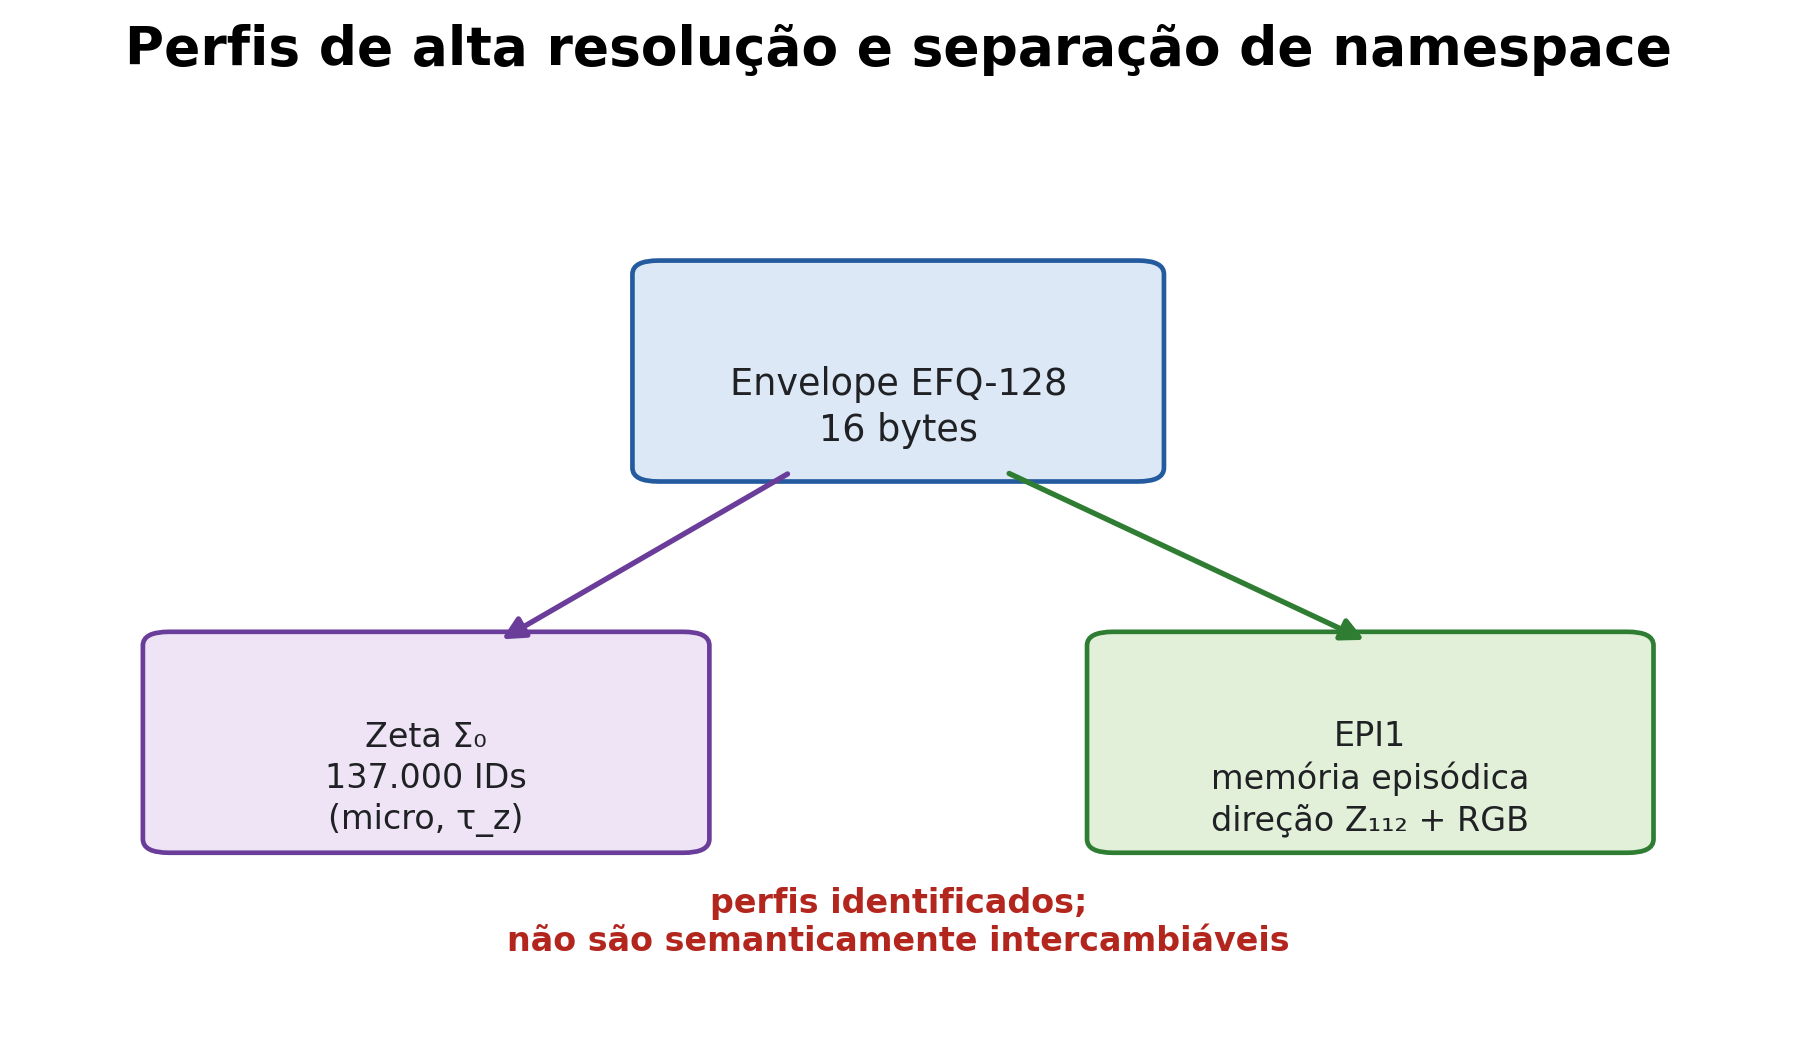 Perfis de alta resolução e separação de namespace
Envelope EFQ-128
16 bytes
Zeta Σ₀
137.000 IDs
(micro, τ_z)
EPI1
memória episódica
direção Z₁₁₂ + RGB
perfis identificados;
não são semanticamente intercambiáveis